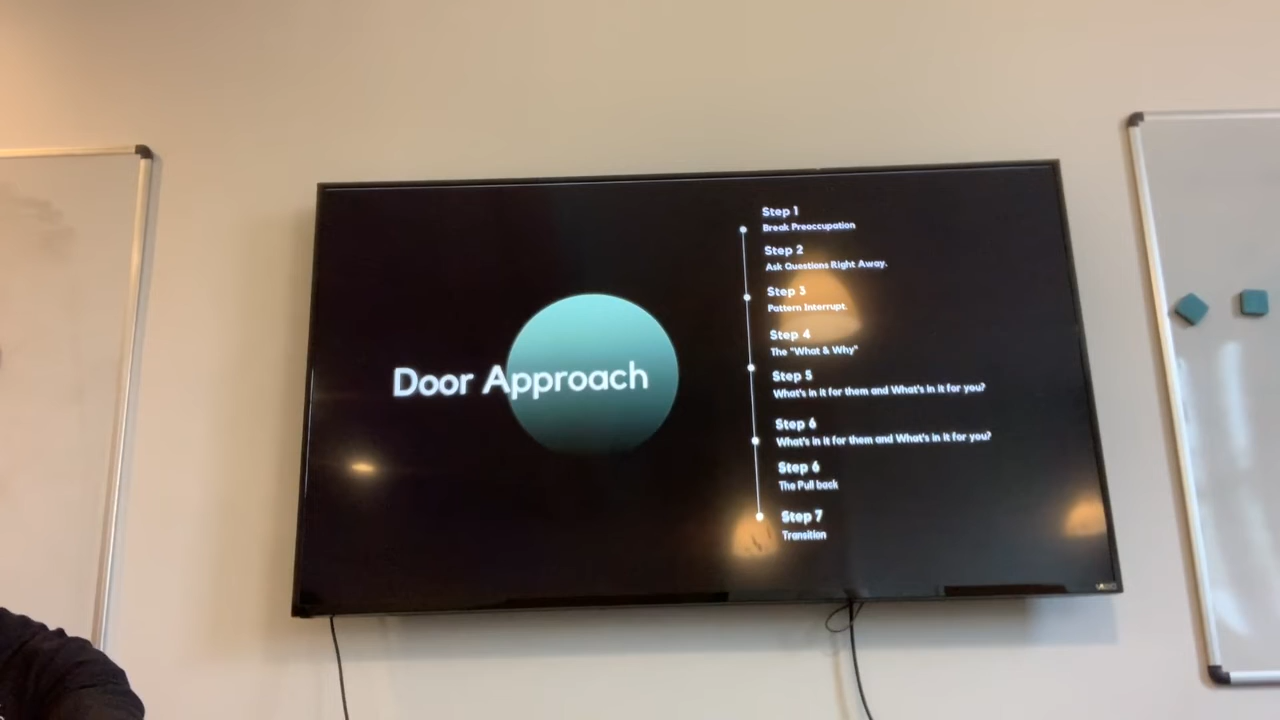 Door Approach
Step 1
Break Preoccupation
Step 2
Ask Questions Right Away.
Step 3
Pattern Interrupt.
Step 4
The "What & Why"
Step 5
What's in it for them and What's in it for you?
Step 6
What's in it for them and What's in it for you?
Step 6
The Pull back
Step 7
Transition
VIZIO